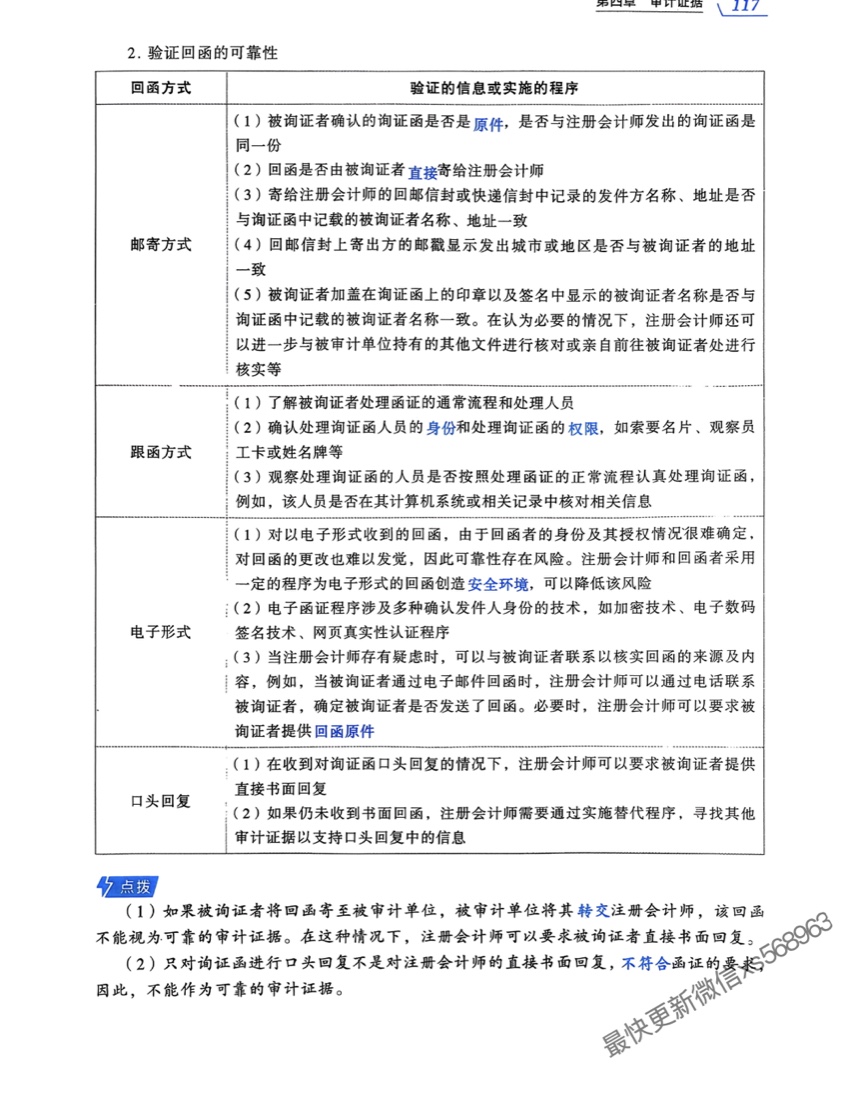 第四章 审计证据 117
2. 验证回函的可靠性
回函方式 验证的信息或实施的程序
(1) 被询证者确认的询证函是否是原件, 是否与注册会计师发出的询证函是
同一份
(2) 回函是否由被询证者直接寄给注册会计师
(3) 寄给注册会计师的回邮信封或快递信封中记录的发件方名称、地址是否
与询证函中记载的被询证者名称、地址一致
邮寄方式 (4) 回邮信封上寄出方的邮戳显示发出城市或地区是否与被询证者的地址
一致
(5) 被询证者加盖在询证函上的印章以及签名中显示的被询证者名称是否与
询证函中记载的被询证者名称一致。在认为必要的情况下, 注册会计师还可
以进一步与被审计单位持有的其他文件进行核对或亲自前往被询证者处进行
核实等
(1) 了解被询证者处理函证的通常流程和处理人员
(2) 确认处理询证函人员的身份和处理询证函的权限, 如索要名片、观察员
跟函方式 工卡或姓名牌等
(3) 观察处理询证函的人员是否按照处理函证的正常流程认真处理询证函,
例如, 该人员是否在其计算机系统或相关记录中核对相关信息
(1) 对以电子形式收到的回函, 由于回函者的身份及其授权情况很难确定,
对回函的更改也难以发觉, 因此可靠性存在风险。注册会计师和回函者采用
一定的程序为电子形式的回函创造安全环境, 可以降低该风险
(2) 电子函证程序涉及多种确认发件人身份的技术, 如加密技术、电子数码
电子形式 签名技术、网页真实性认证程序
(3) 当注册会计师存有疑虑时, 可以与被询证者联系以核实回函的来源及内
容, 例如, 当被询证者通过电子邮件回函时, 注册会计师可以通过电话联系
被询证者, 确定被询证者是否发送了回函。必要时, 注册会计师可以要求被
询证者提供回函原件
(1) 在收到对询证函口头回复的情况下, 注册会计师可以要求被询证者提供
直接书面回复
口头回复 (2) 如果仍未收到书面回函, 注册会计师需要通过实施替代程序, 寻找其他
审计证据以支持口头回复中的信息
点拨
(1) 如果被询证者将回函寄至被审计单位, 被审计单位将其转交注册会计师, 该回函
不能视为可靠的审计证据。在这种情况下, 注册会计师可以要求被询证者直接书面回复。
(2) 只对询证函进行口头回复不是对注册会计师的直接书面回复, 不符合函证的要求,
因此, 不能作为可靠的审计证据。
最快更新微信xs568963